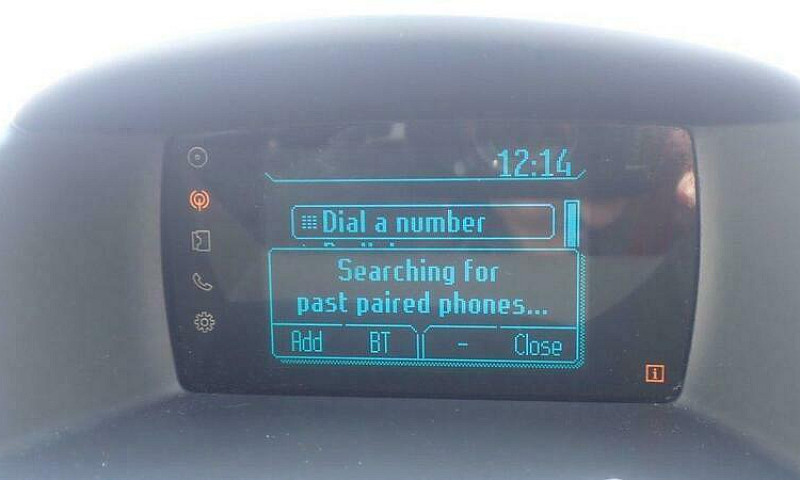 12:14
Dial a number
Searching for
past paired phones...
Add BT - Close
i